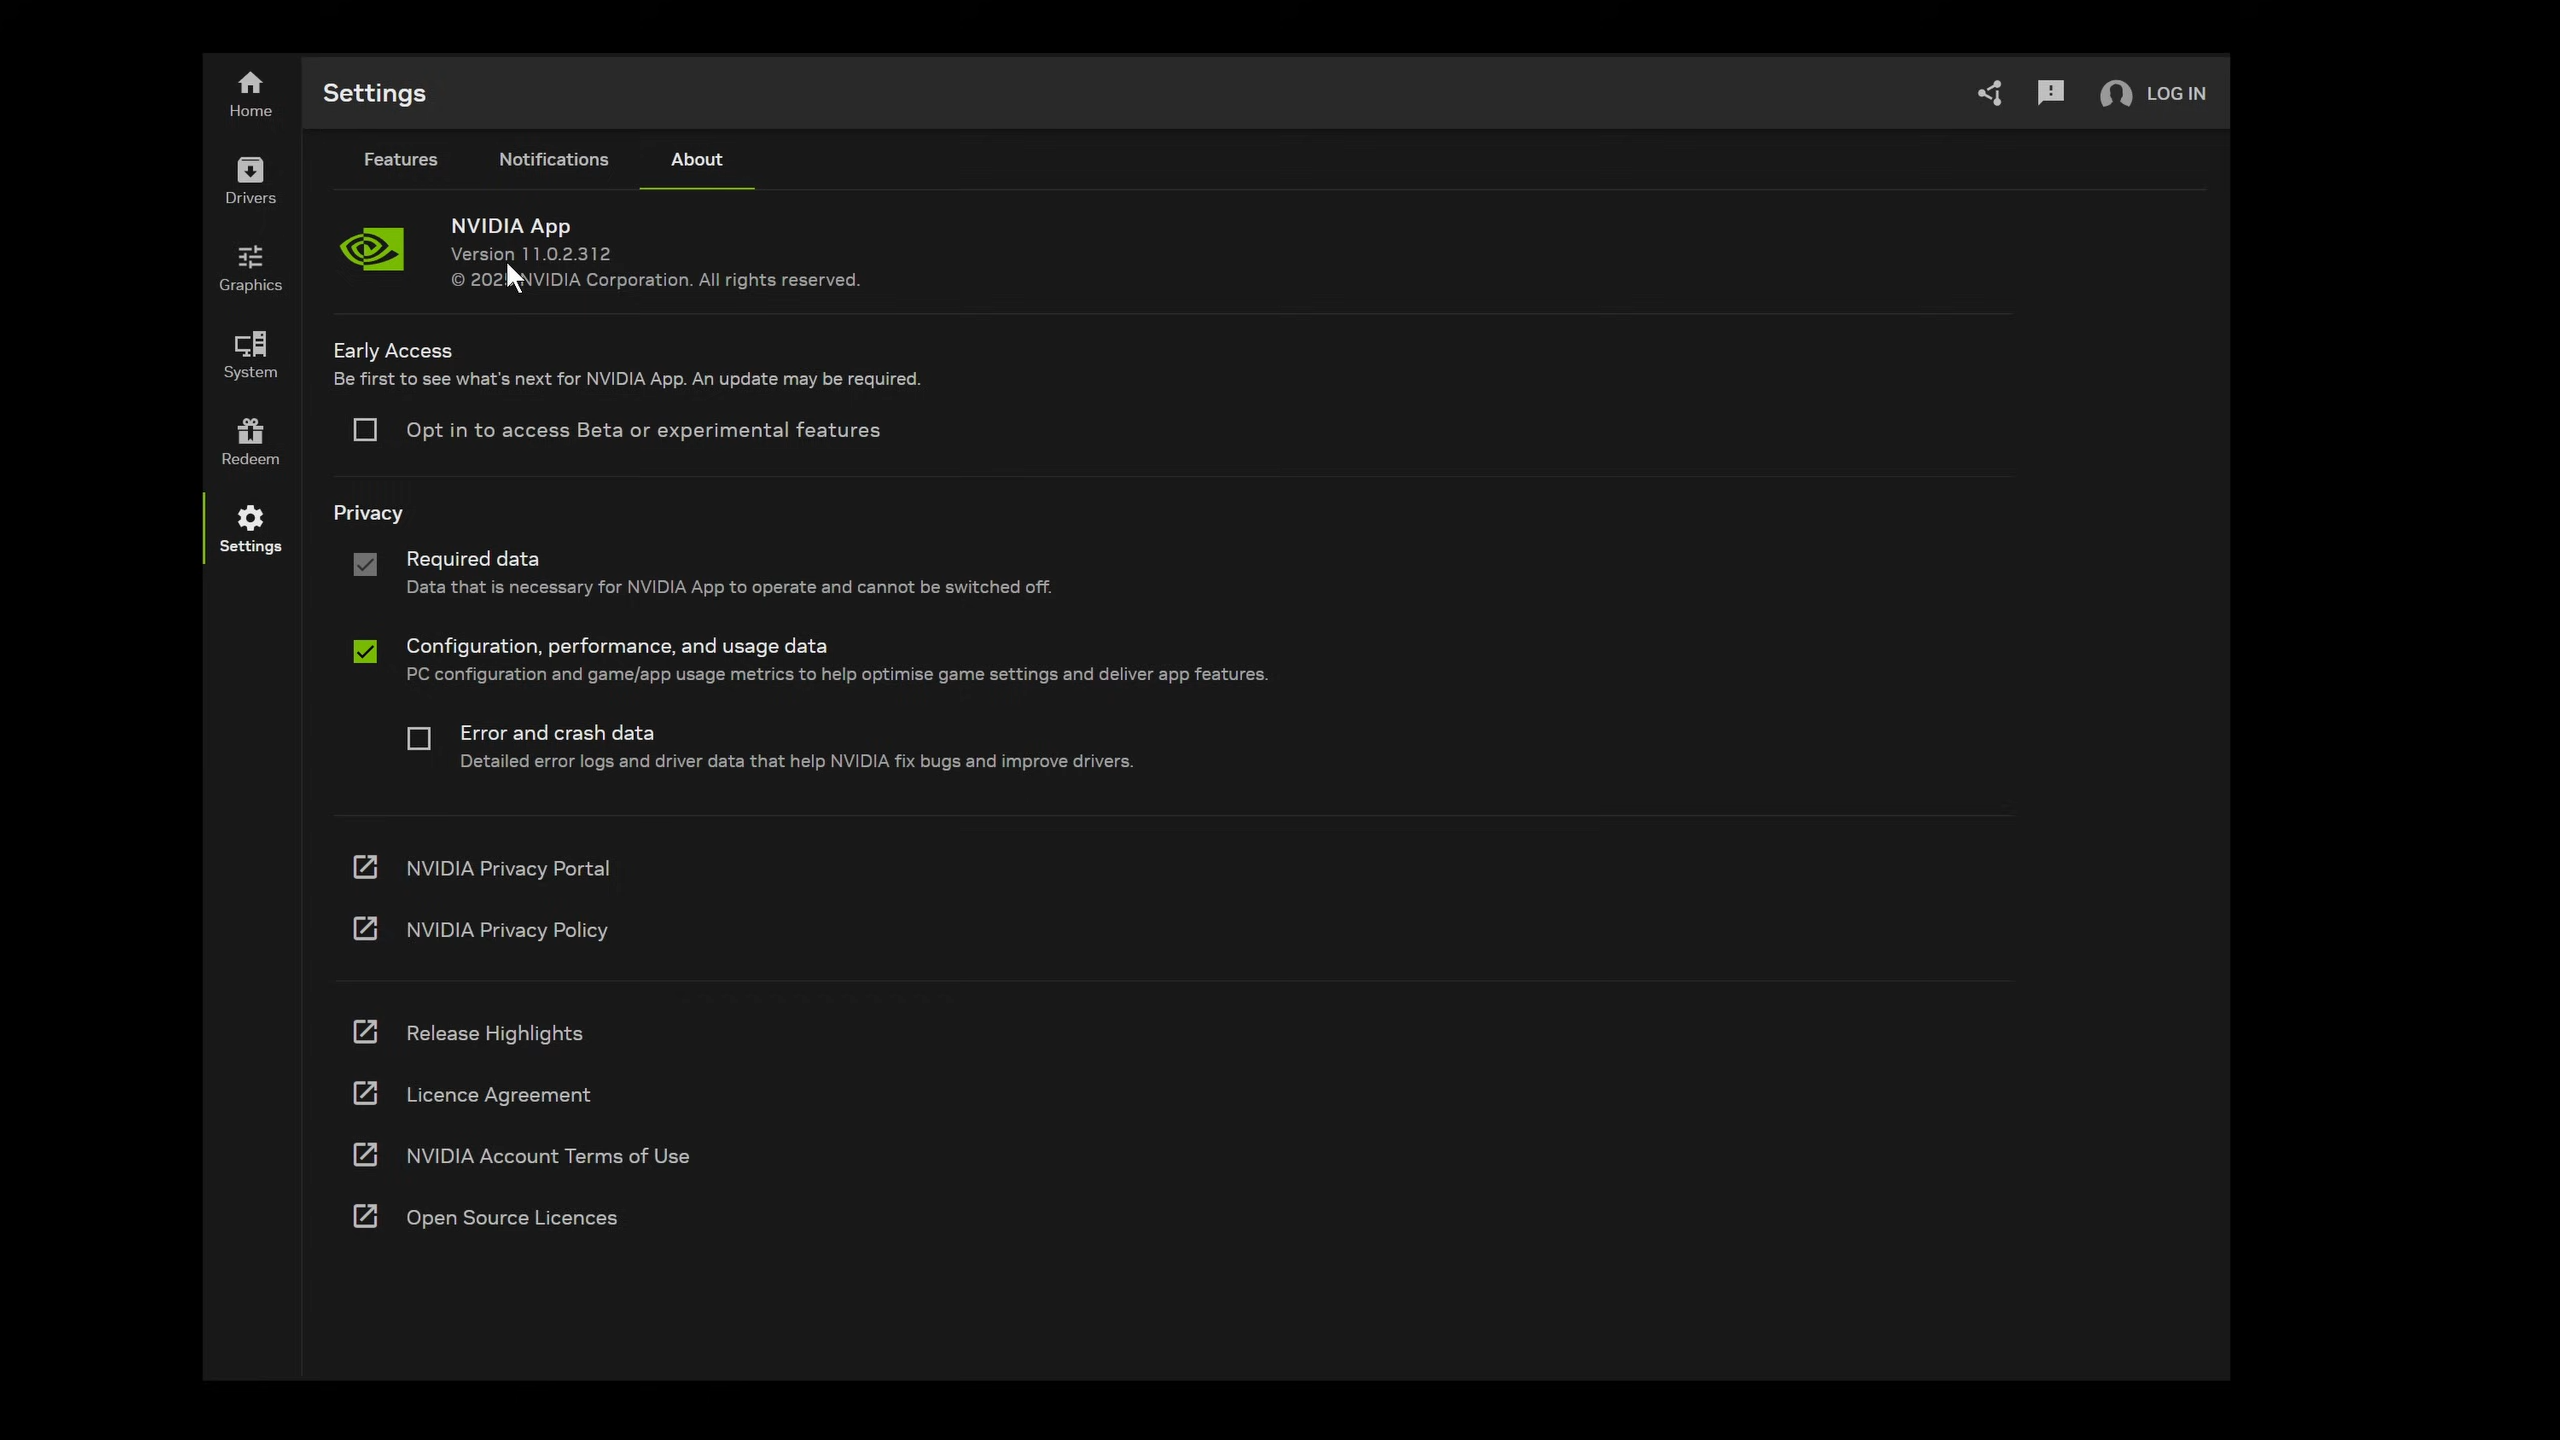 Home
Drivers
Graphics
System
Redeem
Settings
Settings
LOG IN
Features
Notifications
About
NVIDIA App
Version 11.0.2.312
© NVIDIA Corporation. All rights reserved.
Early Access
Be first to see what's next for NVIDIA App. An update may be required.
Opt in to access Beta or experimental features
Privacy
Required data
Data that is necessary for NVIDIA App to operate and cannot be switched off.
Configuration, performance, and usage data
PC configuration and game/app usage metrics to help optimise game settings and deliver app features.
Error and crash data
Detailed error logs and driver data that help NVIDIA fix bugs and improve drivers.
NVIDIA Privacy Portal
NVIDIA Privacy Policy
Release Highlights
Licence Agreement
NVIDIA Account Terms of Use
Open Source Licences